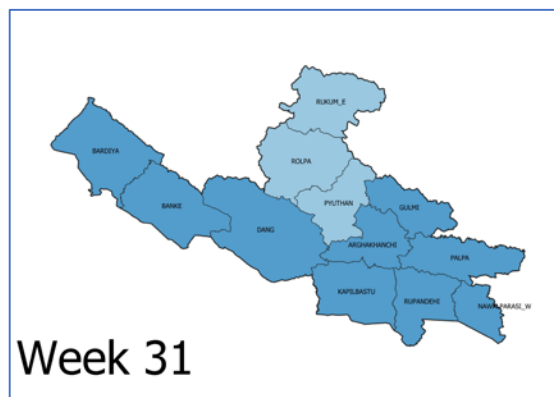 RUKUM_E
ROLPA
BARDIYA
PYUTHAN
BANKE
GULMI
DANG
ARGHAKHANCHI
PALPA
KAPILBASTU
RUPANDEHI
NAWALPARASI_W
Week 31